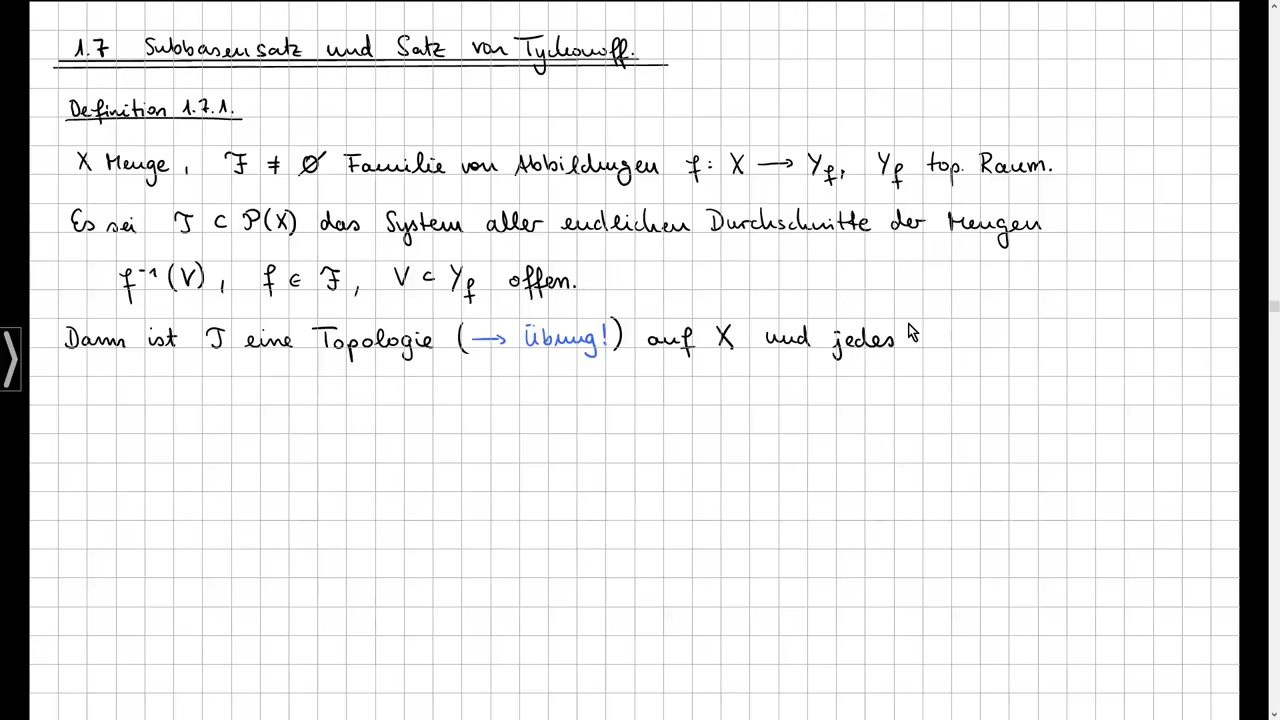 1.7 Subbasensatz und Satz von Tychonoff.
Definition 1.7.1.
X Menge, ℱ ≠ ∅ Familie von Abbildungen f: X ⟶ Y_f, Y_f top. Raum.
Es sei 𝒯 ⊂ 𝒫(X) das System aller endlichen Durchschnitte der Mengen
f⁻¹(V), f ∈ ℱ, V ⊂ Y_f offen.
Dann ist 𝒯 eine Topologie (⟶ Übung!) auf X und jedes